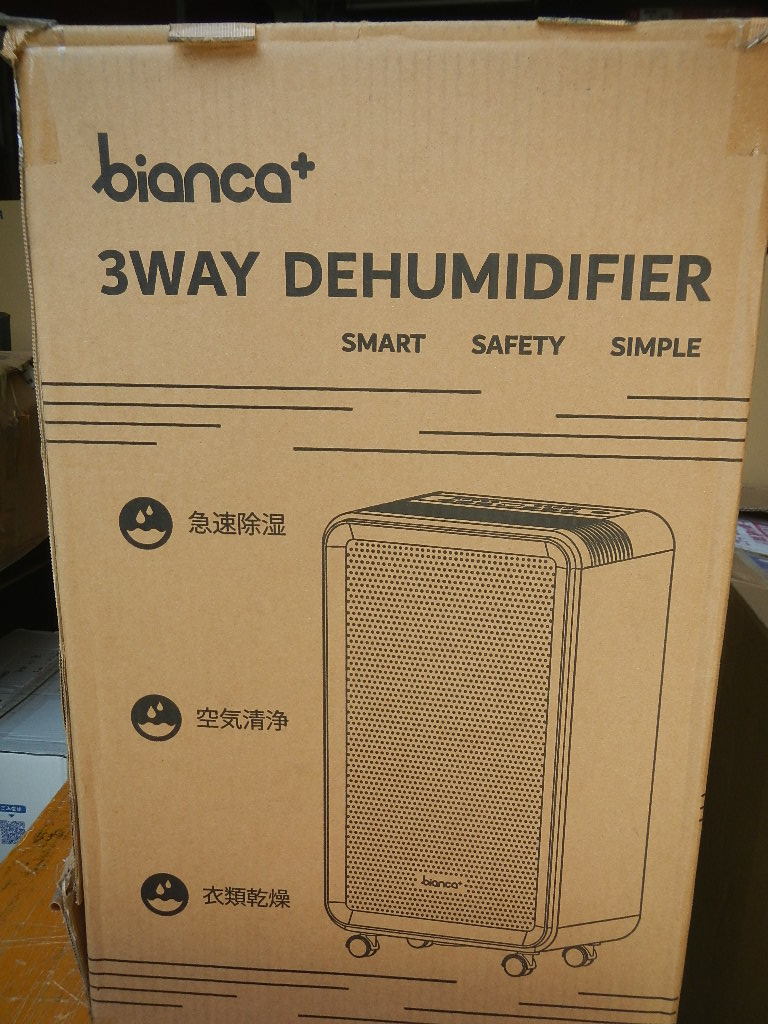 bianca+
3WAY DEHUMIDIFIER
SMART SAFETY SIMPLE
急速除湿
空気清浄
衣類乾燥
bianca+